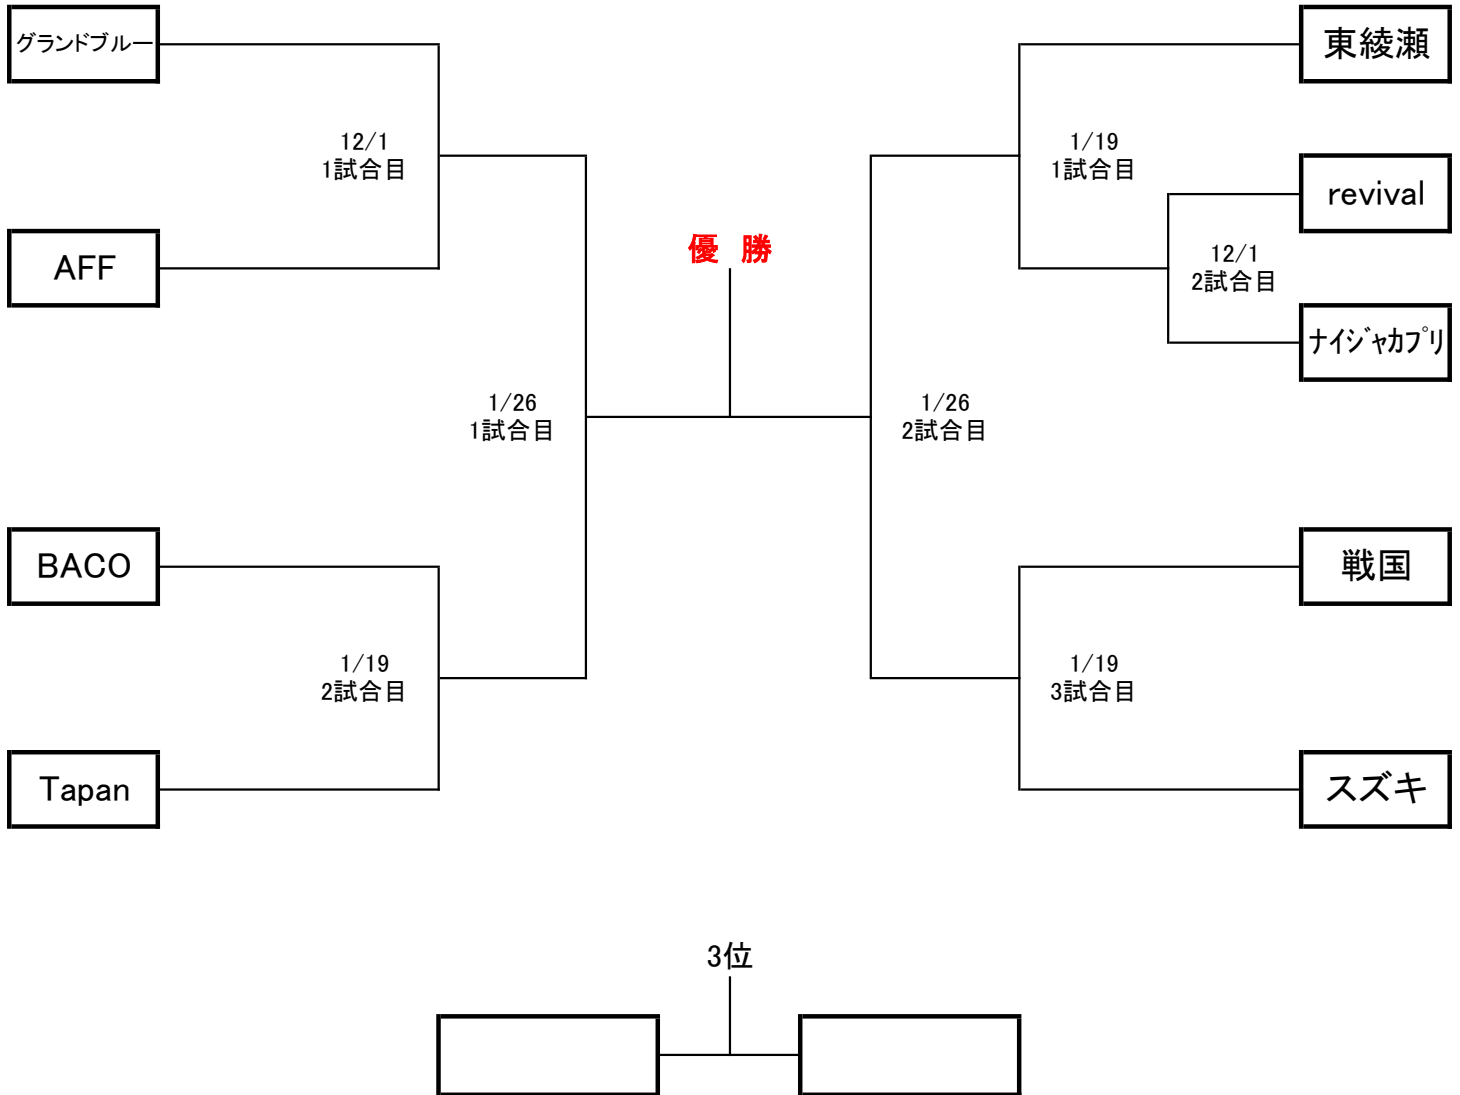 グランドブルー
東綾瀬
12/1
1試合目
1/19
1試合目
revival
優　勝
AFF
12/1
2試合目
ナイジャカプリ
1/26
1試合目
1/26
2試合目
BACO
戦国
1/19
2試合目
1/19
3試合目
Tapan
スズキ
3位